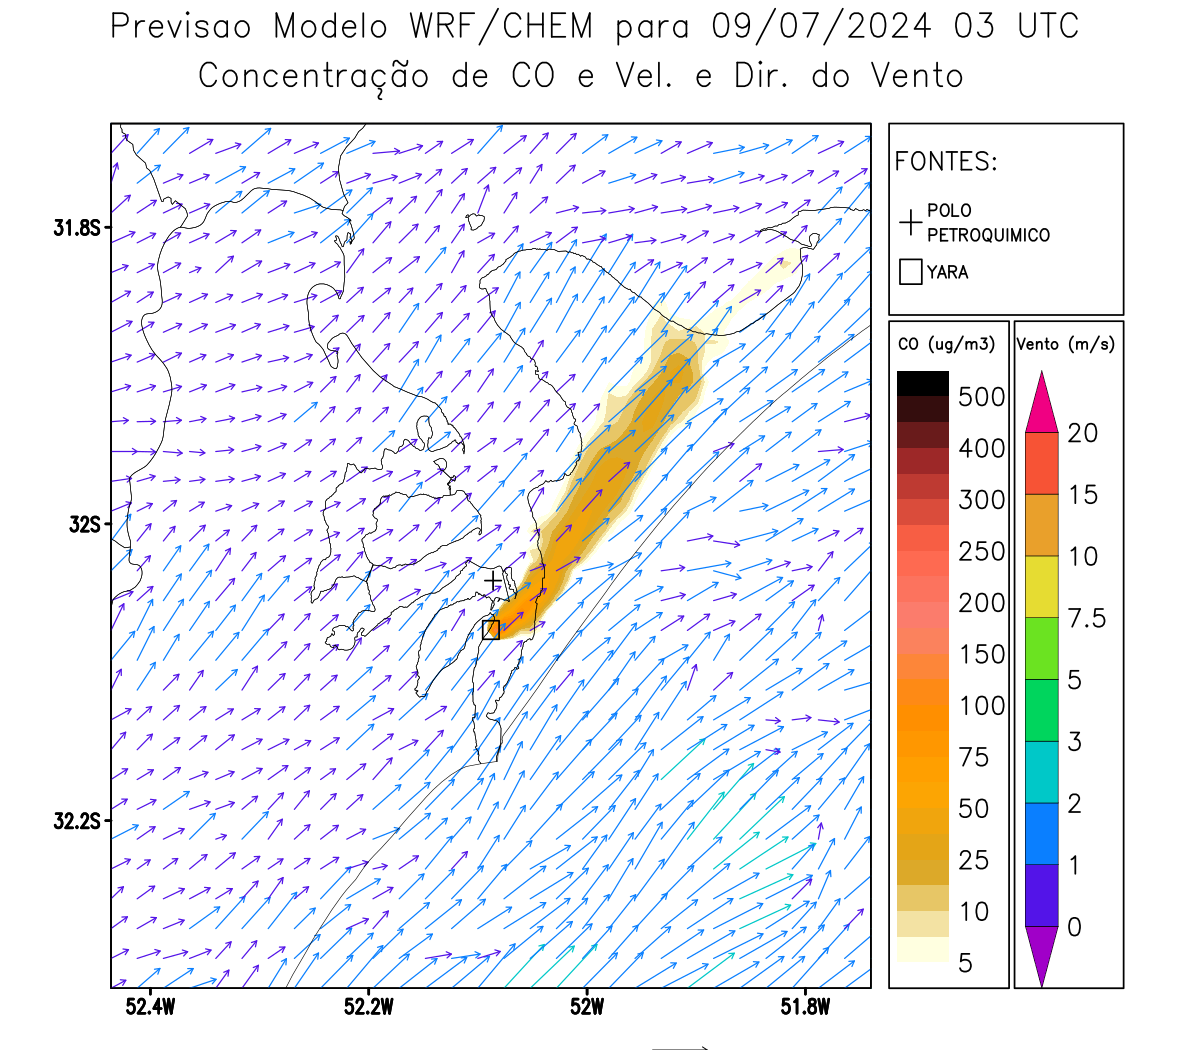 Previsao Modelo WRF/CHEM para 09/07/2024 03 UTC
Concentração de CO e Vel. e Dir. do Vento
FONTES:
POLO
PETROQUIMICO
YARA
CO (ug/m3)
500
400
300
250
200
150
100
75
50
25
10
5
Vento (m/s)
20
15
10
7.5
5
3
2
1
0
31.8S
32S
32.2S
52.4W
52.2W
52W
51.8W